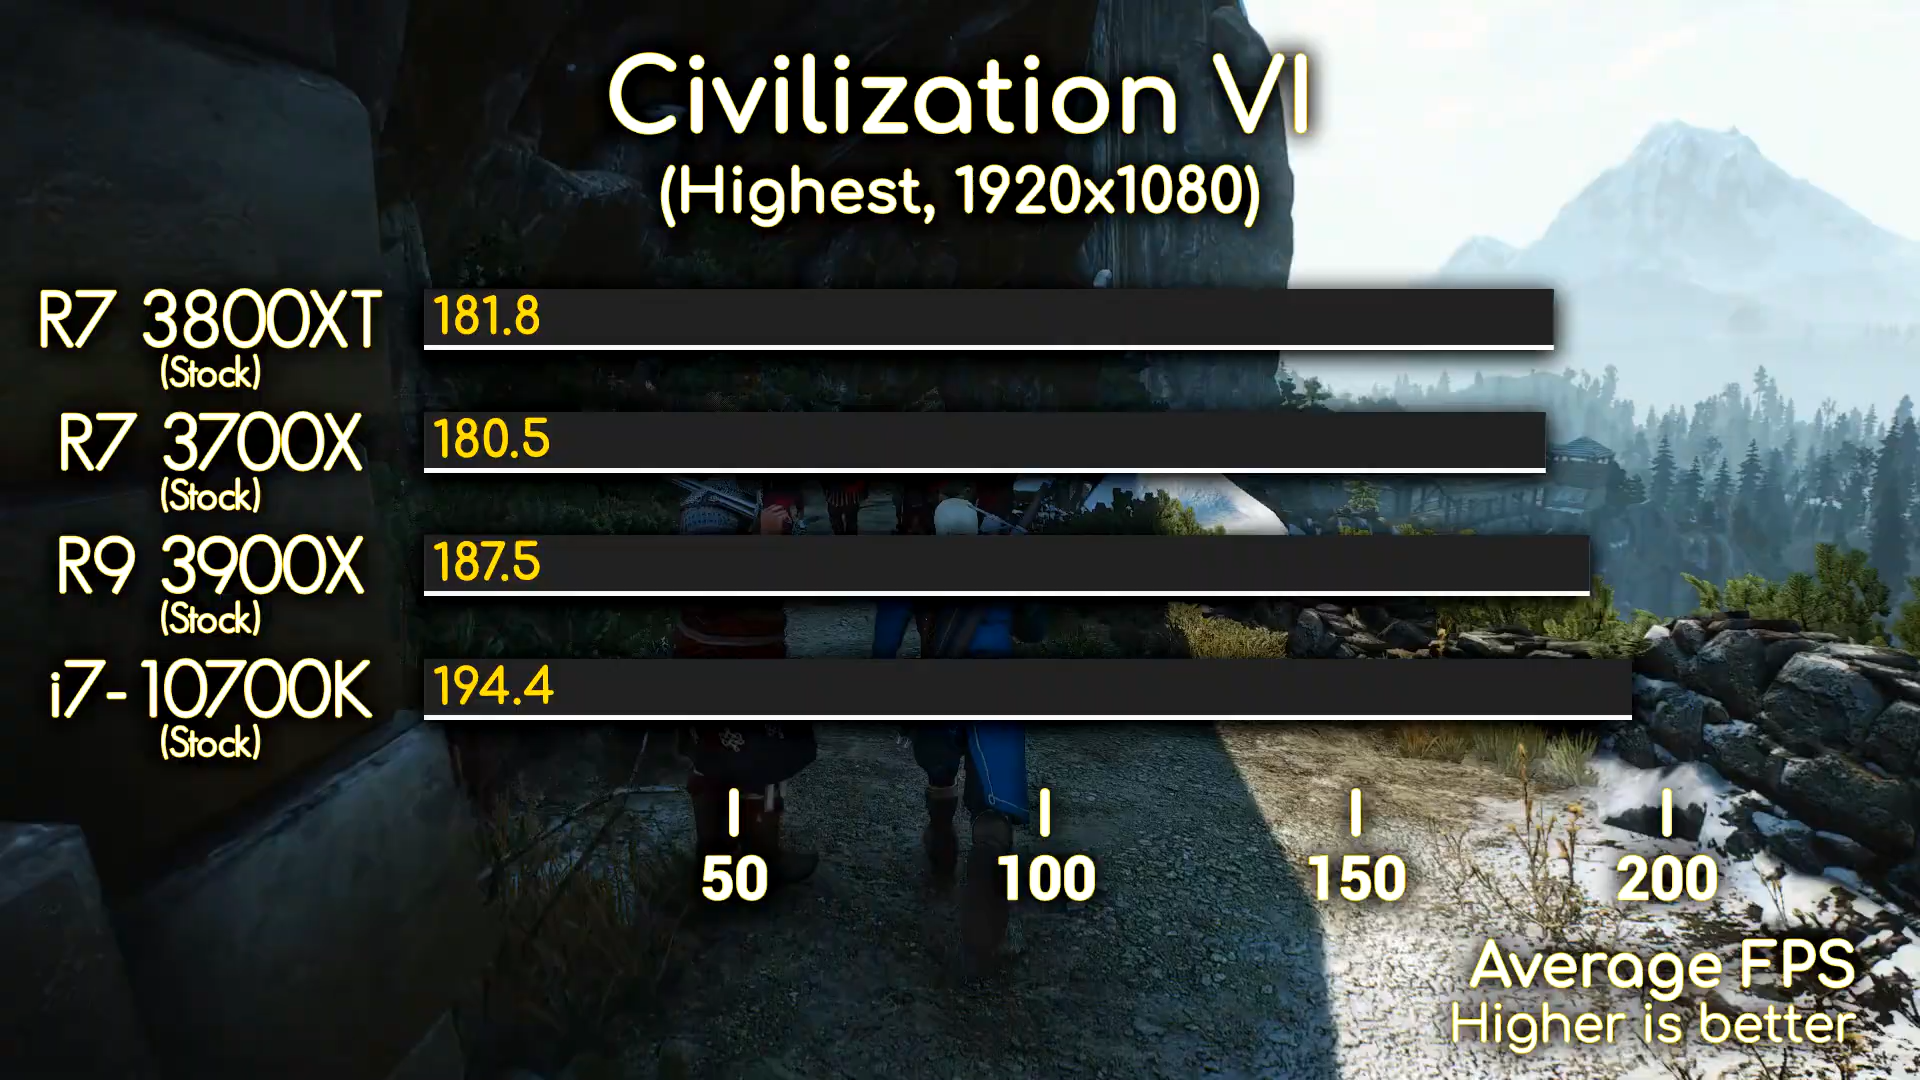 Civilization VI
(Highest, 1920x1080)
R7 3800XT
(Stock)
181.8
R7 3700X
(Stock)
180.5
R9 3900X
(Stock)
187.5
i7-10700K
(Stock)
194.4
50 100 150 200
Average FPS
Higher is better